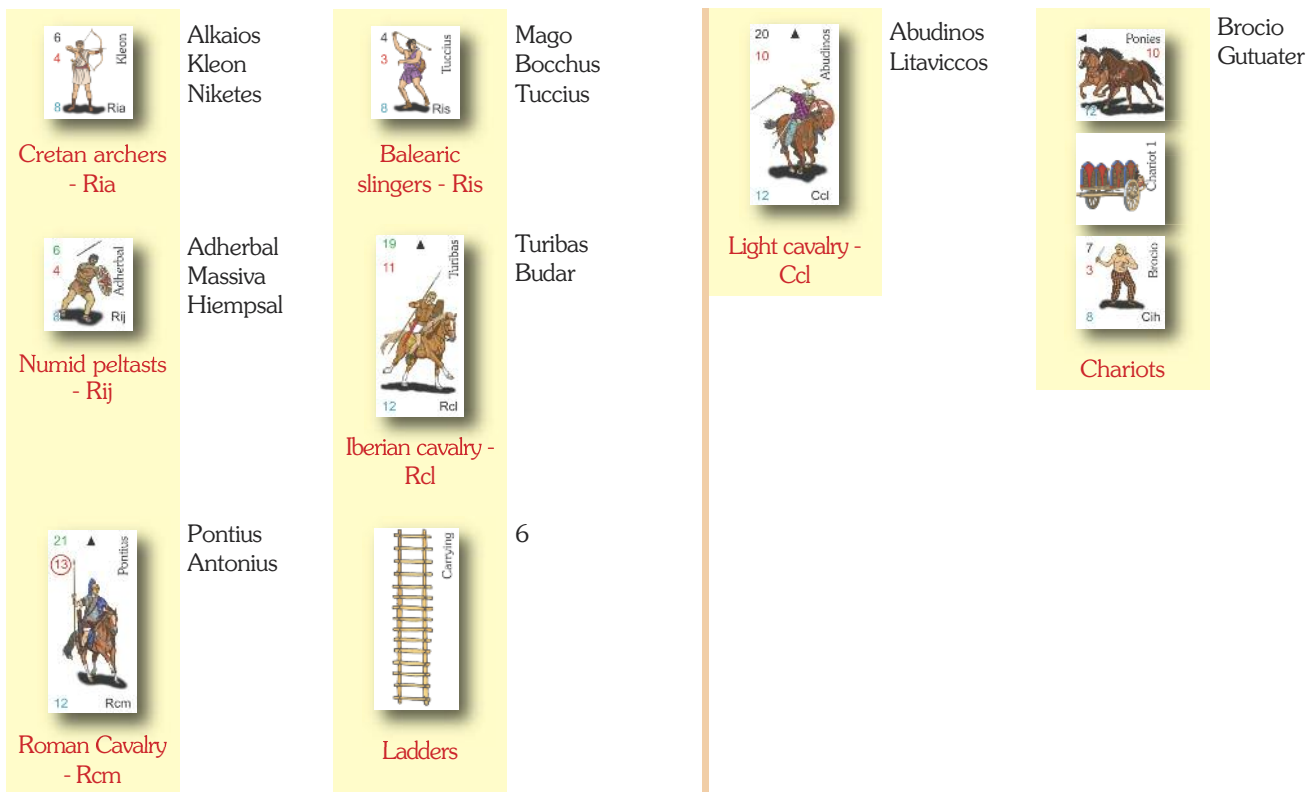 6
4
Kleon
8
Ria
Cretan archers
- Ria
Alkaios
Kleon
Niketes
4
3
Tuccius
8
Ris
Balearic
slingers - Ris
Mago
Bocchus
Tuccius
6
4
Adherbal
8
Rij
Numid peltasts
- Rij
Adherbal
Massiva
Hiempsal
19 ▲
11
Turibas
12
Rcl
Iberian cavalry -
Rcl
Turibas
Budar
21 ▲
13
Pontius
12
Rcm
Roman Cavalry
- Rcm
Pontius
Antonius
Carrying
Ladders
6
20 ▲
10
Abudinos
12
Ccl
Light cavalry -
Ccl
Abudinos
Litaviccos
◀ Ponies
10
12
Chariot 1
7
3
Brocio
8
Cih
Chariots
Brocio
Gutuater